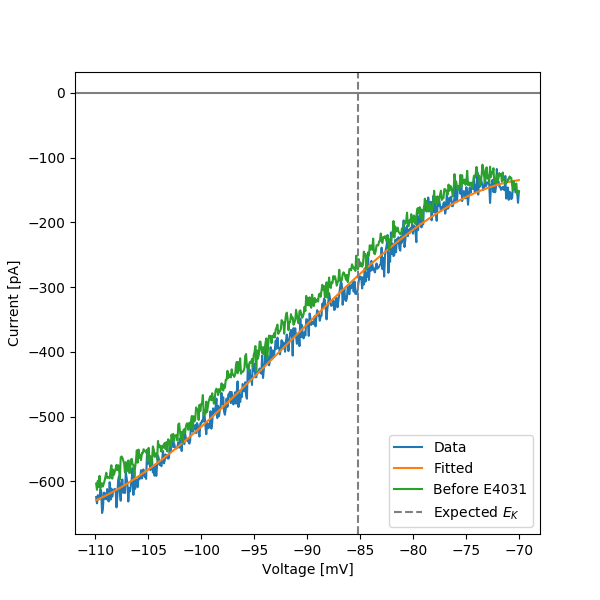 0
−100
−200
−300
−400
−500
−600
Current [pA]
−110
−105
−100
−95
−90
−85
−80
−75
−70
Voltage [mV]
Data
Fitted
Before E4031
Expected E_K